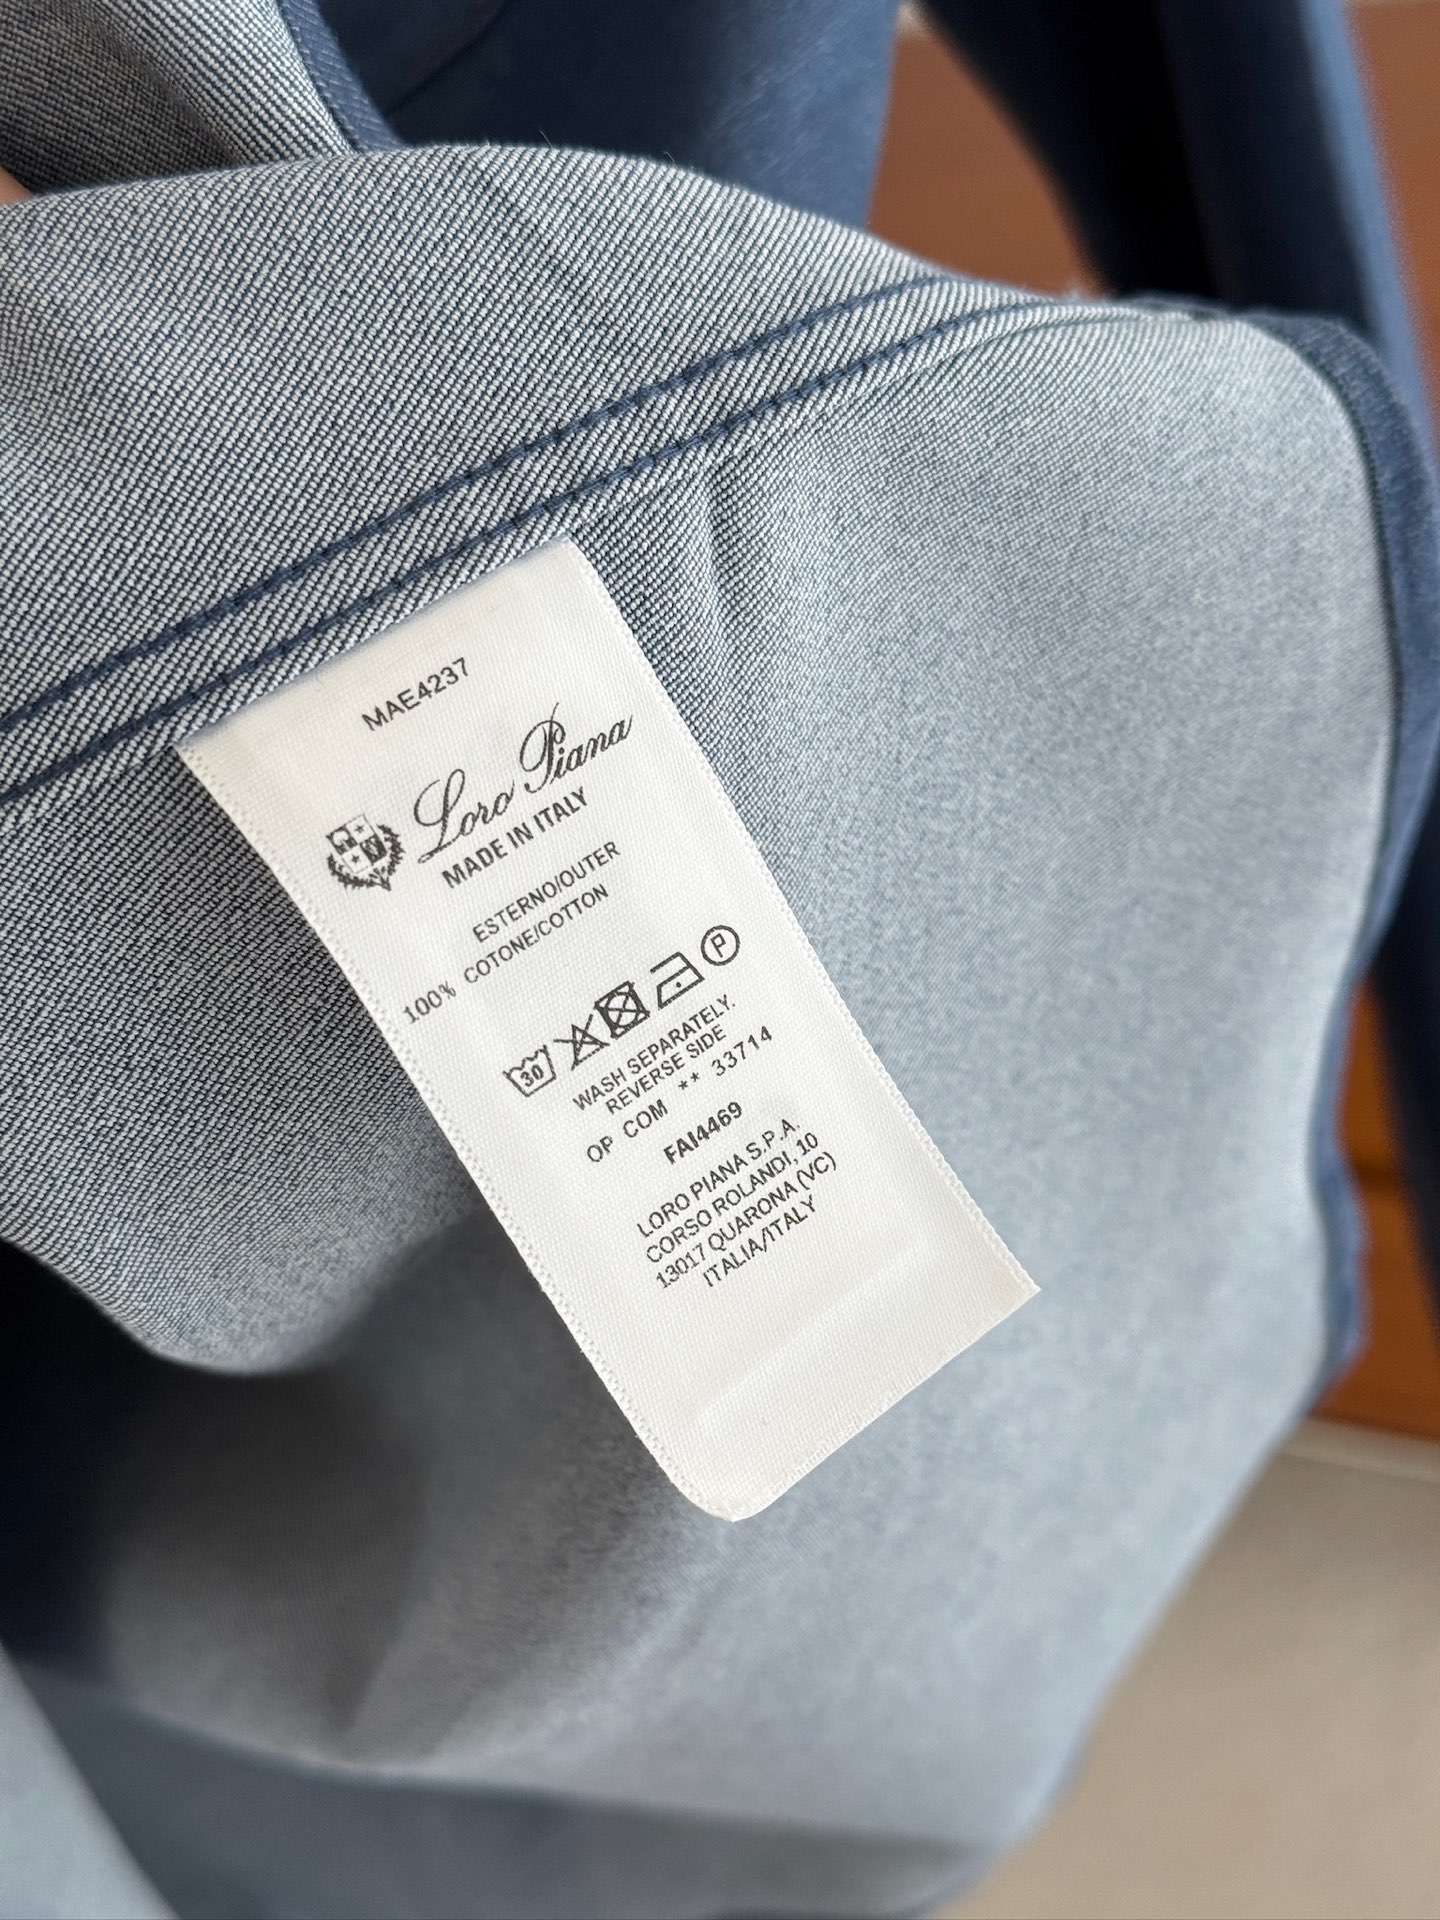 MAE4237
Loro Piana
MADE IN ITALY
ESTERNO/OUTER
100% COTONE/COTTON
30 P
WASH SEPARATELY.
REVERSE SIDE
OP COM ** 33714
FAI4469
LORO PIANA S.P.A.
CORSO ROLANDI, 10
13017 QUARONA (VC)
ITALIA/ITALY